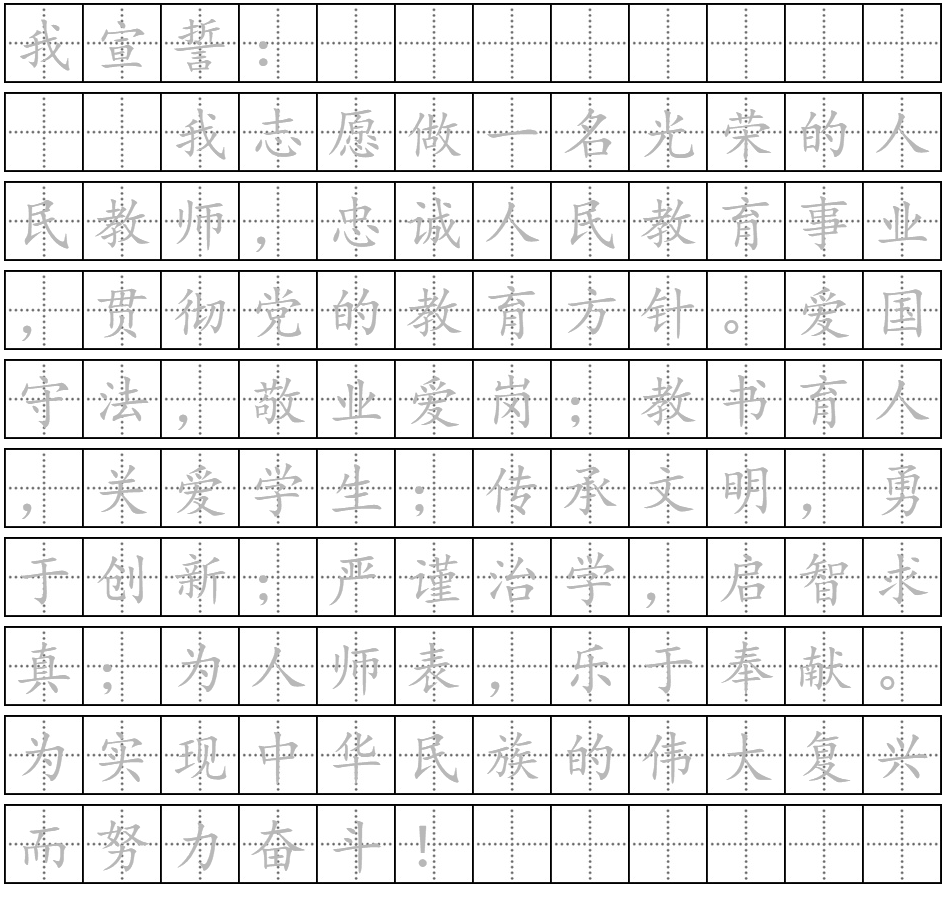 我宣誓：
我志愿做一名光荣的人
民教师，忠诚人民教育事业
，贯彻党的教育方针。爱国
守法，敬业爱岗；教书育人
，关爱学生；传承文明，勇
于创新；严谨治学，启智求
真；为人师表，乐于奉献。
为实现中华民族的伟大复兴
而努力奋斗！